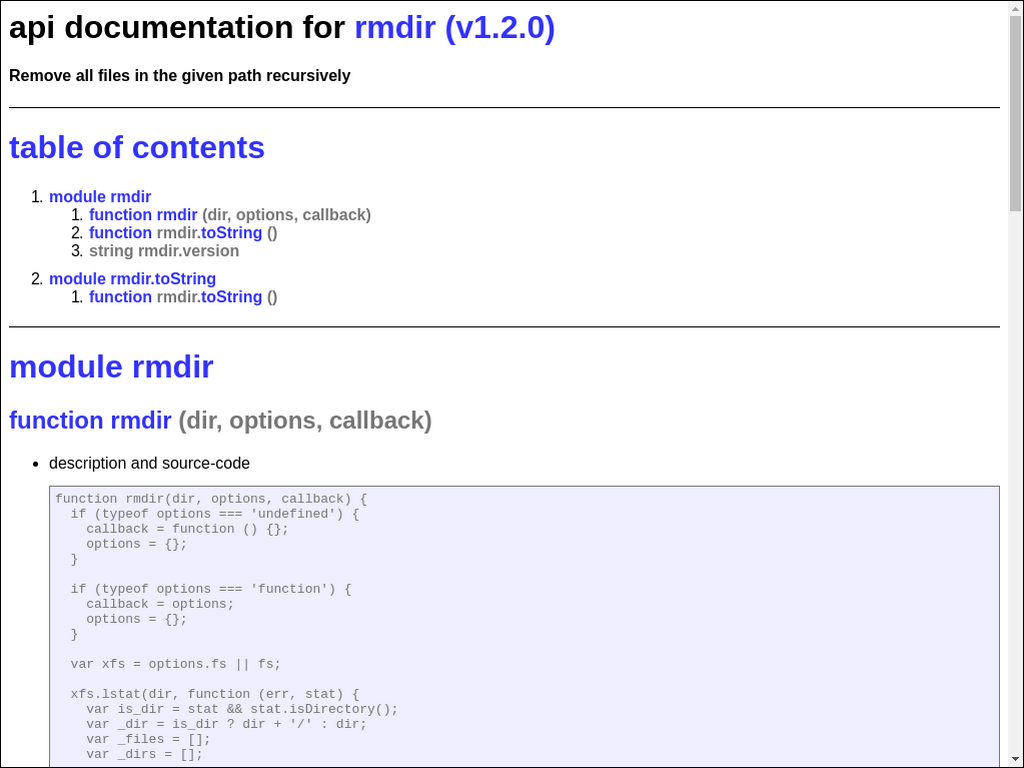 api documentation for rmdir (v1.2.0)
Remove all files in the given path recursively
table of contents
1. module rmdir
1. function rmdir (dir, options, callback)
2. function rmdir.toString ()
3. string rmdir.version
2. module rmdir.toString
1. function rmdir.toString ()
module rmdir
function rmdir (dir, options, callback)
• description and source-code
function rmdir(dir, options, callback) {
  if (typeof options === 'undefined') {
    callback = function () {};
    options = {};
  }
  if (typeof options === 'function') {
    callback = options;
    options = {};
  }
  var xfs = options.fs || fs;
  xfs.lstat(dir, function (err, stat) {
    var is_dir = stat && stat.isDirectory();
    var _dir = is_dir ? dir + '/' : dir;
    var _files = [];
    var _dirs = [];